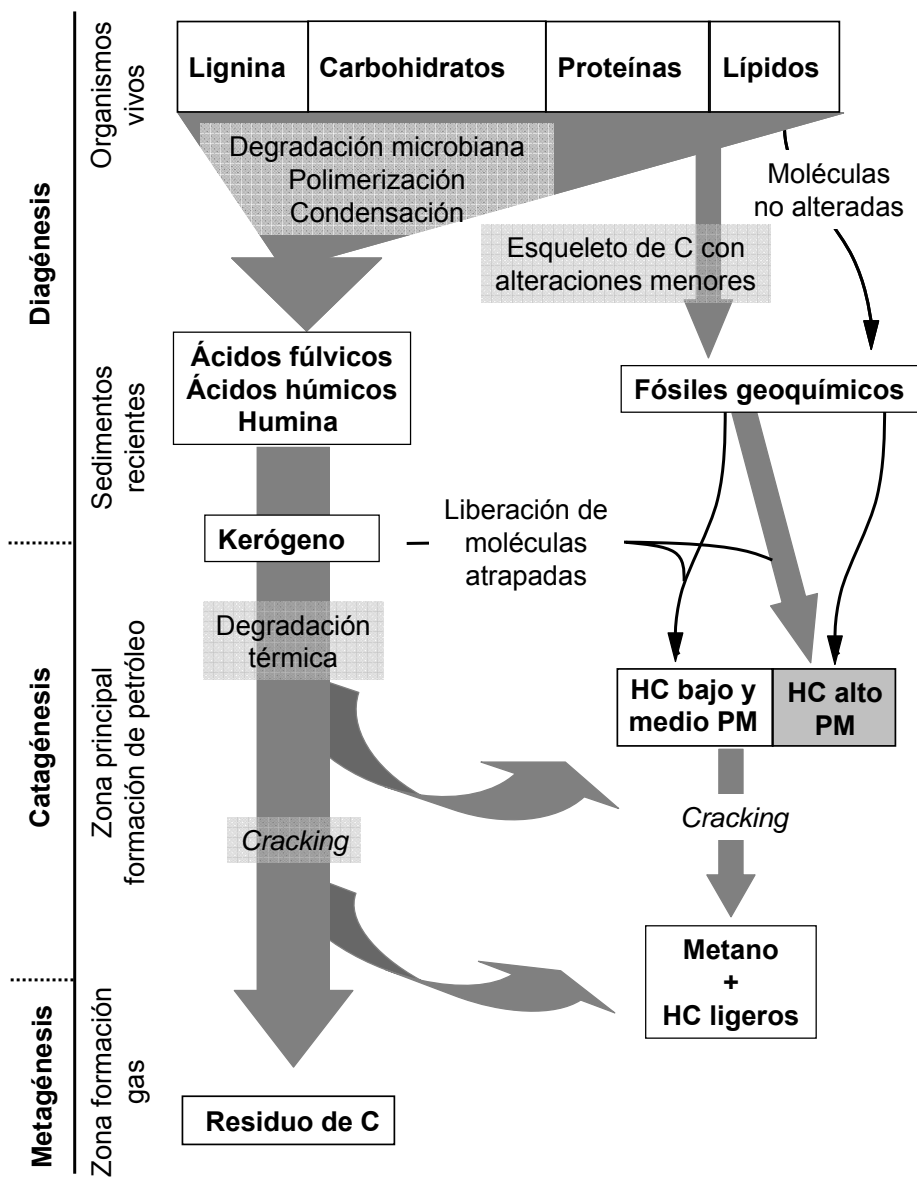 Organismos
vivos
Lignina
Carbohidratos
Proteínas
Lípidos
Degradación microbiana
Polimerización
Condensación
Moléculas
no alteradas
Esqueleto de C con
alteraciones menores
Diagénesis
Sedimentos
recientes
Ácidos fúlvicos
Ácidos húmicos
Humina
Fósiles geoquímicos
Kerógeno
Liberación de
moléculas
atrapadas
Catagénesis
Zona principal
formación de petróleo
Degradación
térmica
HC bajo y
medio PM
HC alto
PM
Cracking
Cracking
Metano
+
HC ligeros
Metagénesis
Zona formación
gas
Residuo de C